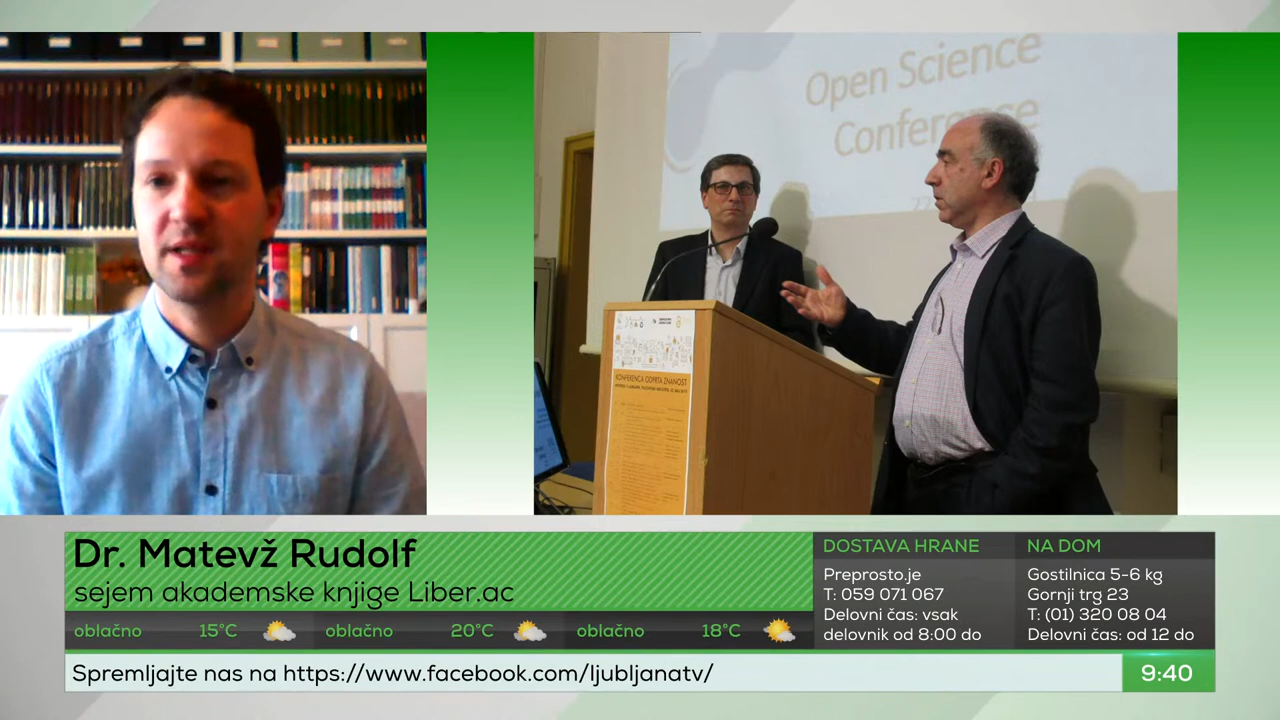 Open Science
Conference
KONFERENCA ODPRTA ZNANOST
Dr. Matevž Rudolf
sejem akademske knjige Liber.ac
oblačno 15°C oblačno 20°C oblačno 18°C
DOSTAVA HRANE
Preprosto.je
T: 059 071 067
Delovni čas: vsak
delovnik od 8:00 do
NA DOM
Gostilnica 5-6 kg
Gornji trg 23
T: (01) 320 08 04
Delovni čas: od 12 do
Spremljajte nas na https://www.facebook.com/ljubljanatv/
9:40